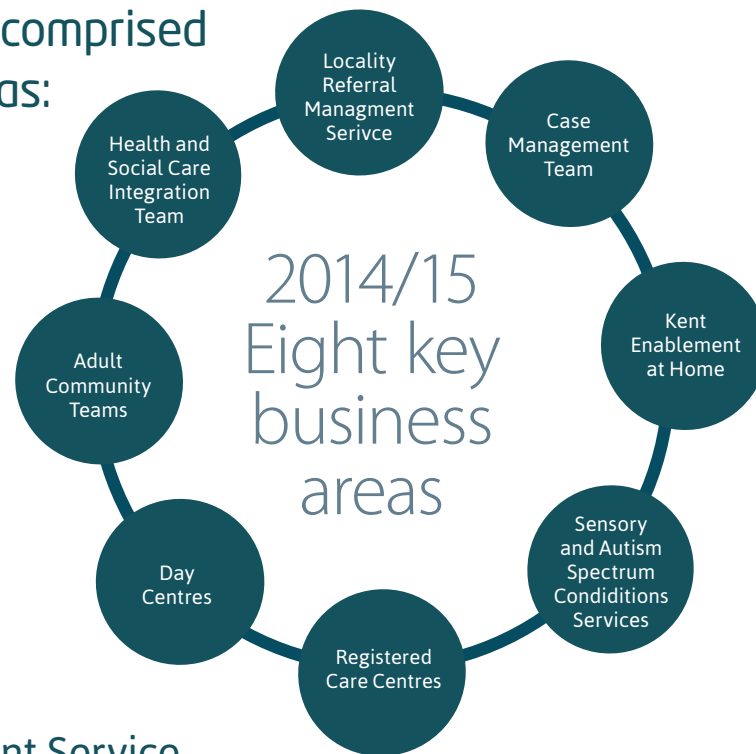 comprised
as:
Locality
Referral
Managment
Serivce
Case
Management
Team
Kent
Enablement
at Home
Sensory
and Autism
Spectrum
Condiditions
Services
Registered
Care Centres
Day
Centres
Adult
Community
Teams
Health and
Social Care
Integration
Team
2014/15
Eight key
business
areas
nt Service